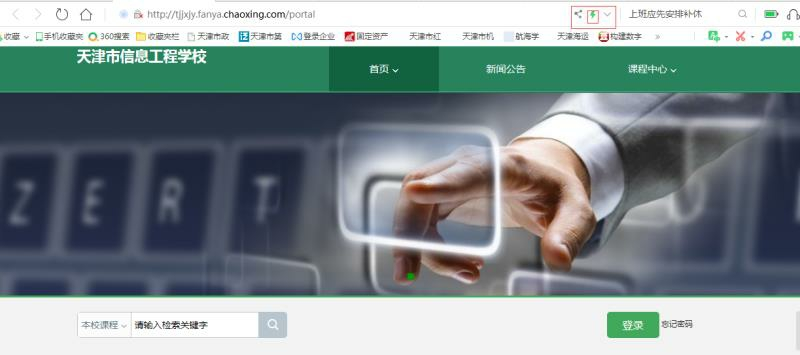 http://tjjxjy.fanya.chaoxing.com/portal
上班应先安排补休
收藏 手机收藏夹 360搜索 收藏夹栏 天津市政 天津市第 登录企业 固定资产 天津市红 天津市机 航海学 天津海运 构建数字 »
天津市信息工程学校
首页 新闻公告 课程中心
Z E R T
本校课程 请输入检索关键字
登录 忘记密码